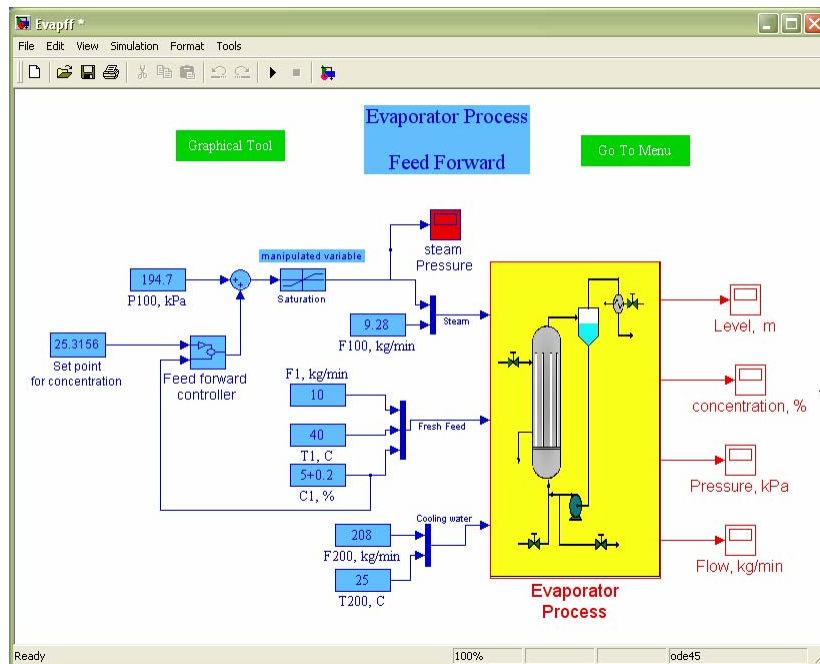 Evapff *
File Edit View Simulation Format Tools
Evaporator Process
Feed Forward
Graphical Tool
Go To Menu
steam
Pressure
manipulated variable
194.7
P100, kPa
Saturation
Steam
9.28
F100, kg/min
25.3156
Set point
for concentration
Feed forward
controller
F1, kg/min
10
40
T1, C
5+0.2
C1, %
Fresh Feed
Cooling water
208
F200, kg/min
25
T200, C
Level, m
concentration, %
Pressure, kPa
Flow, kg/min
Evaporator
Process
Ready 100% ode45